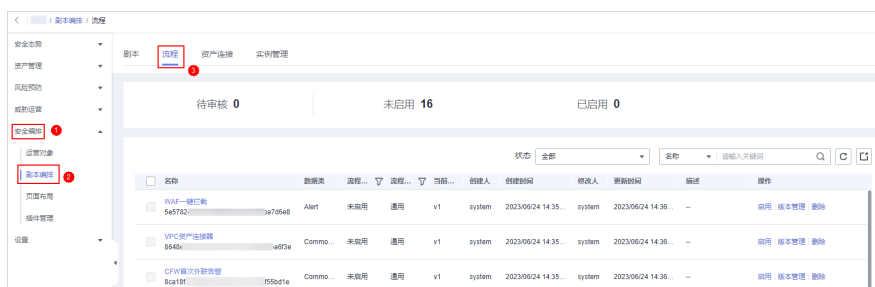 / 剧本编排 / 流程
安全态势
资产管理
风险预防
威胁运营
安全编排 1
运营对象
剧本编排 2
页面布局
插件管理
设置
剧本 流程 资产连接 实例管理
3
待审核 0 未启用 16 已启用 0
状态 全部 名称 请输入关键词
名称 数据类 流程... 流程... 当前... 创建人 创建时间 修改人 更新时间 描述 操作
WAF一键拦截
5e5782 ba7d6e8 Alert 未启用 通用 v1 system 2023/06/24 14:35... system 2023/06/24 14:36... -- 启用 版本管理 删除
VPC资产连接器
8648 a6f3e Commo... 未启用 通用 v1 system 2023/06/24 14:35... system 2023/06/24 14:36... -- 启用 版本管理 删除
CFW首次外联告警
8ca181 f55bd1e Commo... 未启用 通用 v1 system 2023/06/24 14:35... system 2023/06/24 14:36... -- 启用 版本管理 删除